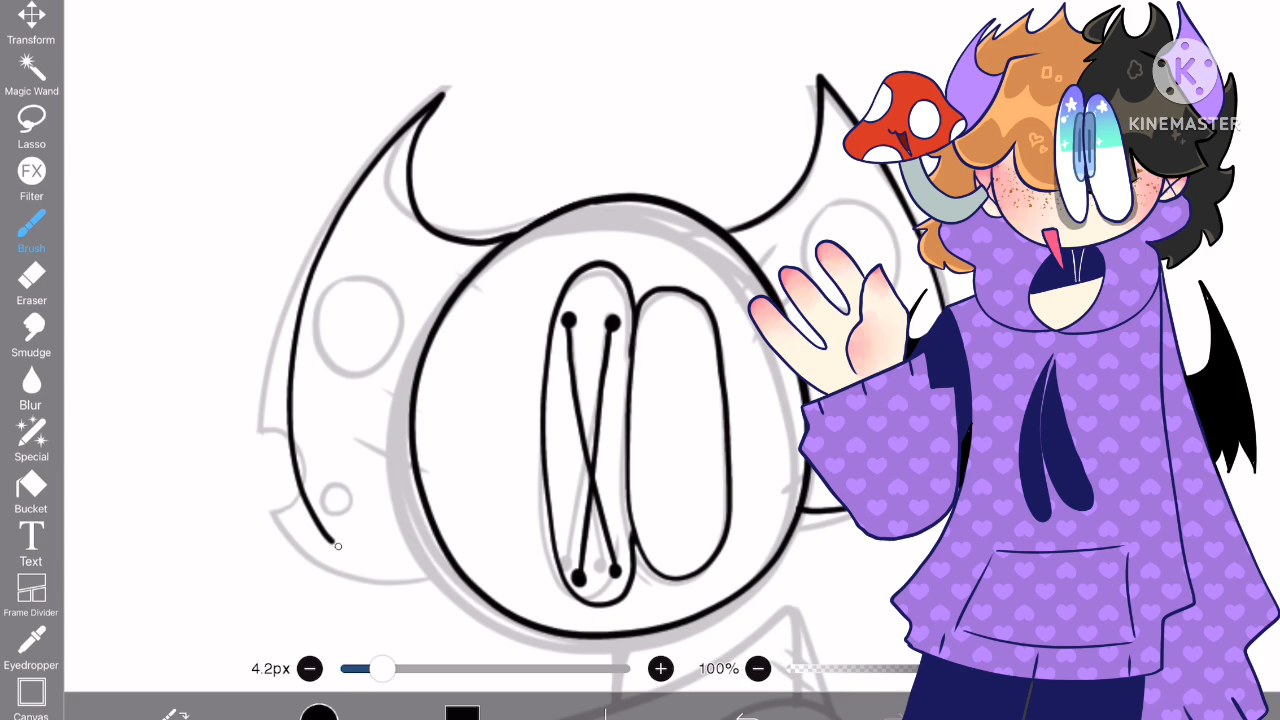 Transform
Magic Wand
Lasso
FX
Filter
Brush
Eraser
Smudge
Blur
Special
Bucket
T
Text
Frame Divider
Eyedropper
Canvas
4.2px
100%
K
KINEMASTER